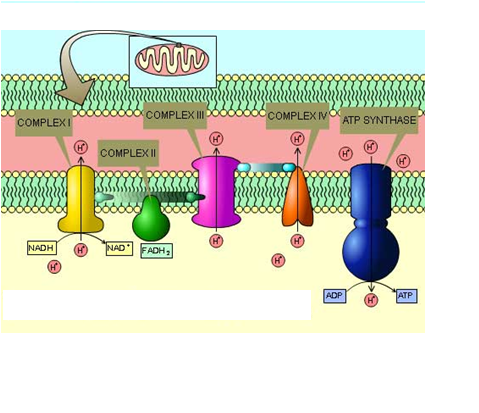 COMPLEX I
COMPLEX II
COMPLEX III
COMPLEX IV
ATP SYNTHASE
H⁺
H⁺
H⁺
H⁺
H⁺
H⁺
NADH
H⁺
NAD⁺
FADH₂
H⁺
H⁺
H⁺
H⁺
ADP
H⁺
ATP